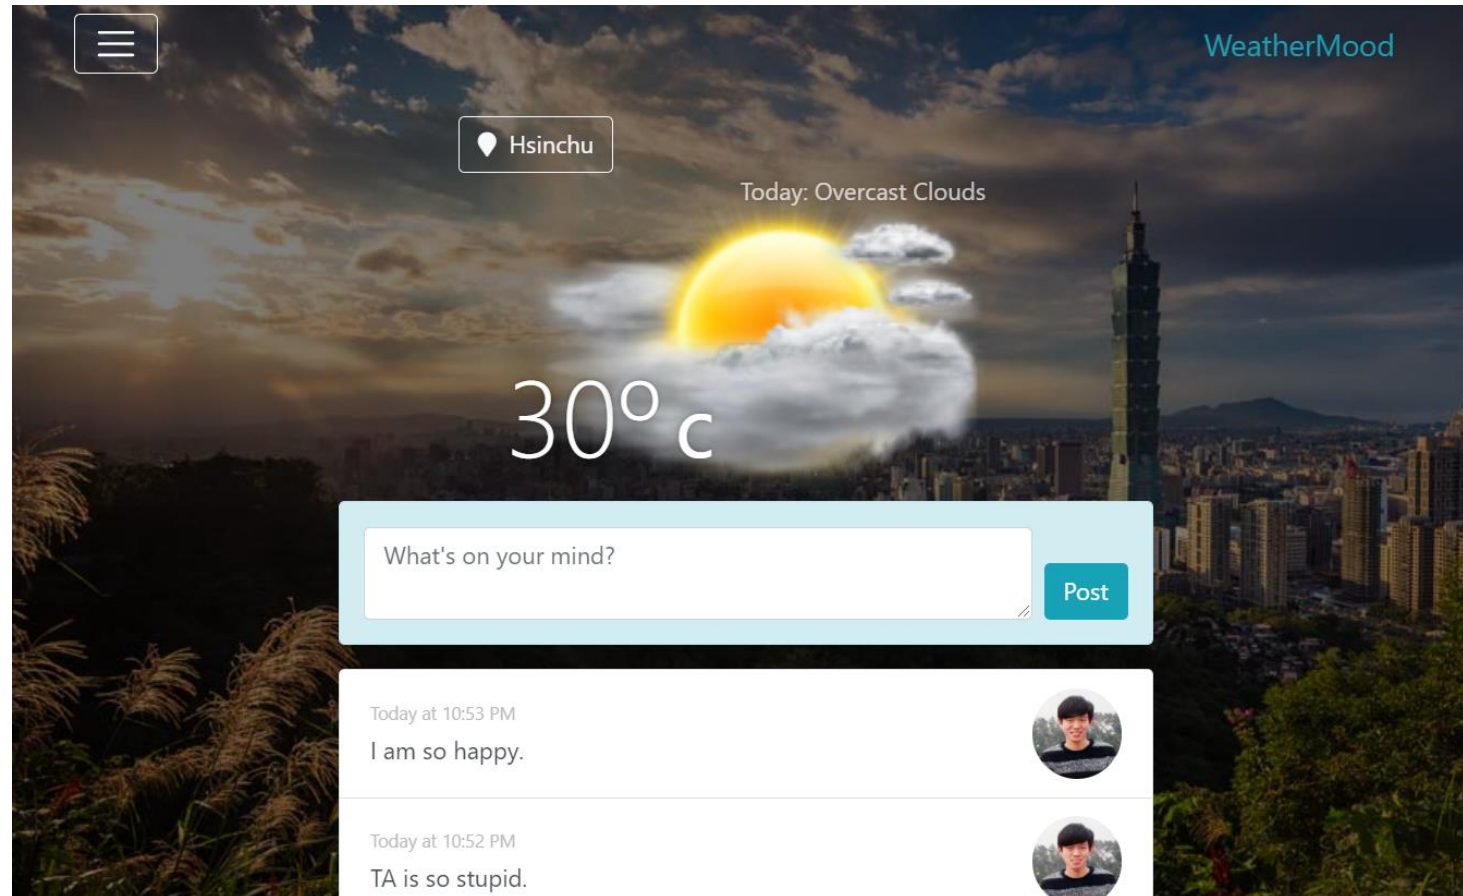 WeatherMood
Hsinchu
Today: Overcast Clouds
30° c
What's on your mind?
Post
Today at 10:53 PM
I am so happy.
Today at 10:52 PM
TA is so stupid.